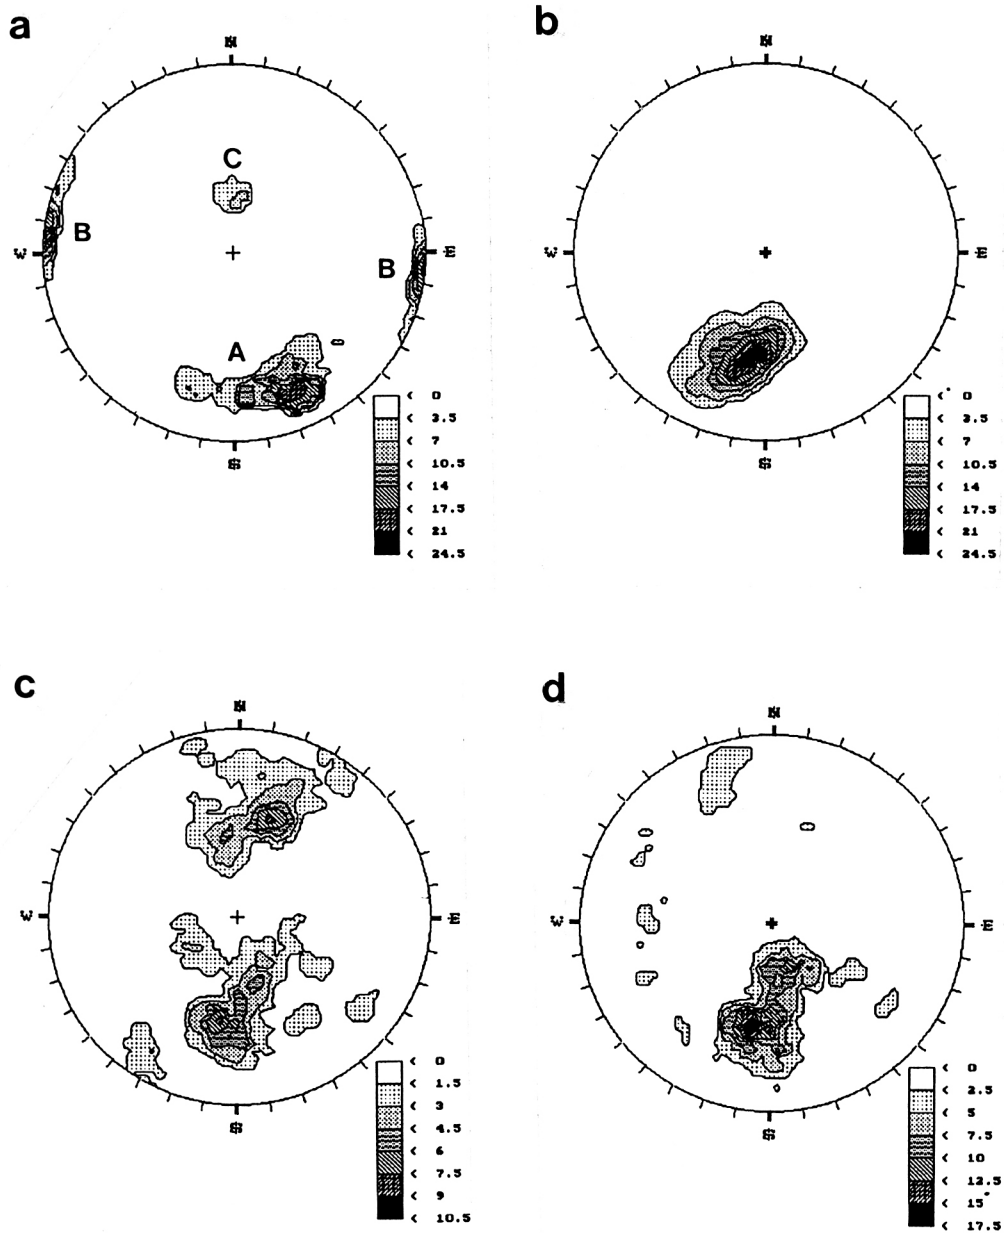 a
b
N
N
C
B
W
E
B
W
E
A
S
S
< 0
< 3.5
< 7
< 10.5
< 14
< 17.5
< 21
< 24.5
< 0
< 3.5
< 7
< 10.5
< 14
< 17.5
< 21
< 24.5
c
d
N
N
W
E
W
E
S
S
< 0
< 1.5
< 3
< 4.5
< 6
< 7.5
< 9
< 10.5
< 0
< 2.5
< 5
< 7.5
< 10
< 12.5
< 15
< 17.5